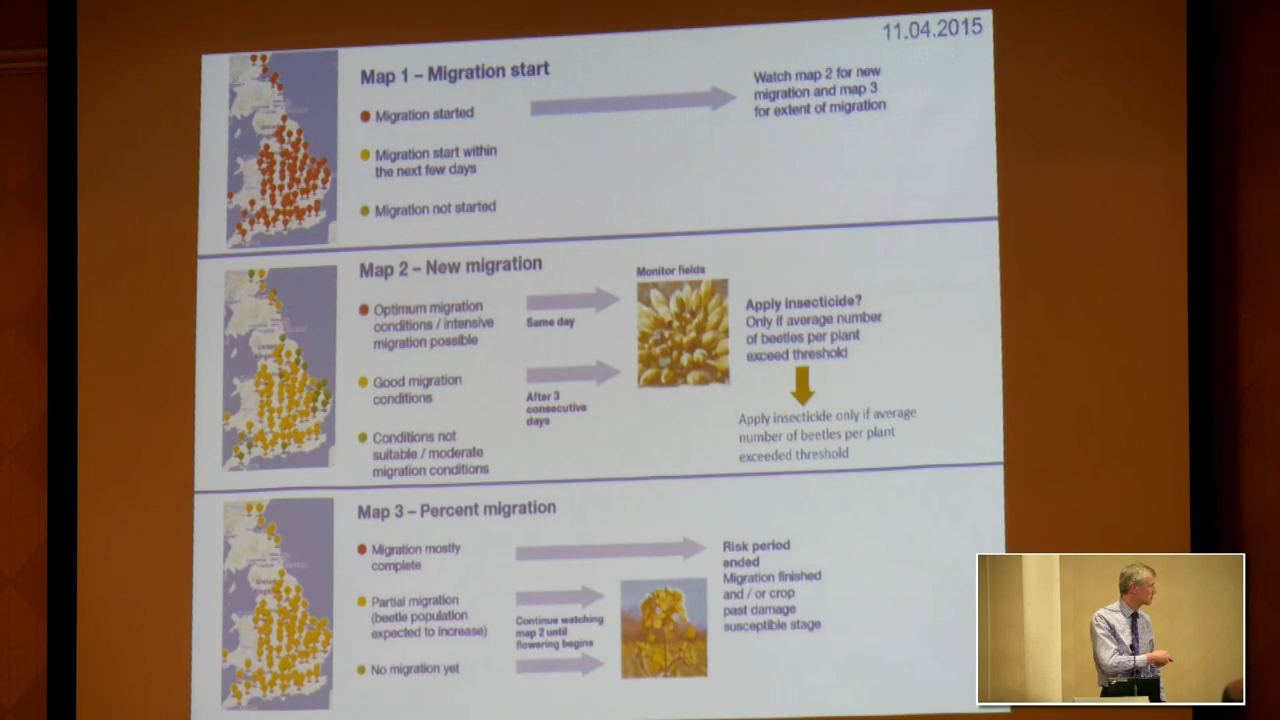 11.04.2015
Map 1 – Migration start
Migration started
Migration start within
the next few days
Migration not started
Watch map 2 for new
migration and map 3
for extent of migration
Map 2 – New migration
Optimum migration
conditions / intensive
migration possible
Good migration
conditions
Conditions not
suitable / moderate
migration conditions
Same day
After 3
consecutive
days
Monitor fields
Apply insecticide?
Only if average number
of beetles per plant
exceed threshold
Apply insecticide only if average
number of beetles per plant
exceeded threshold
Map 3 – Percent migration
Migration mostly
complete
Partial migration
(beetle population
expected to increase)
No migration yet
Continue watching
map 2 until
flowering begins
Risk period
ended
Migration finished
and / or crop
past damage
susceptible stage